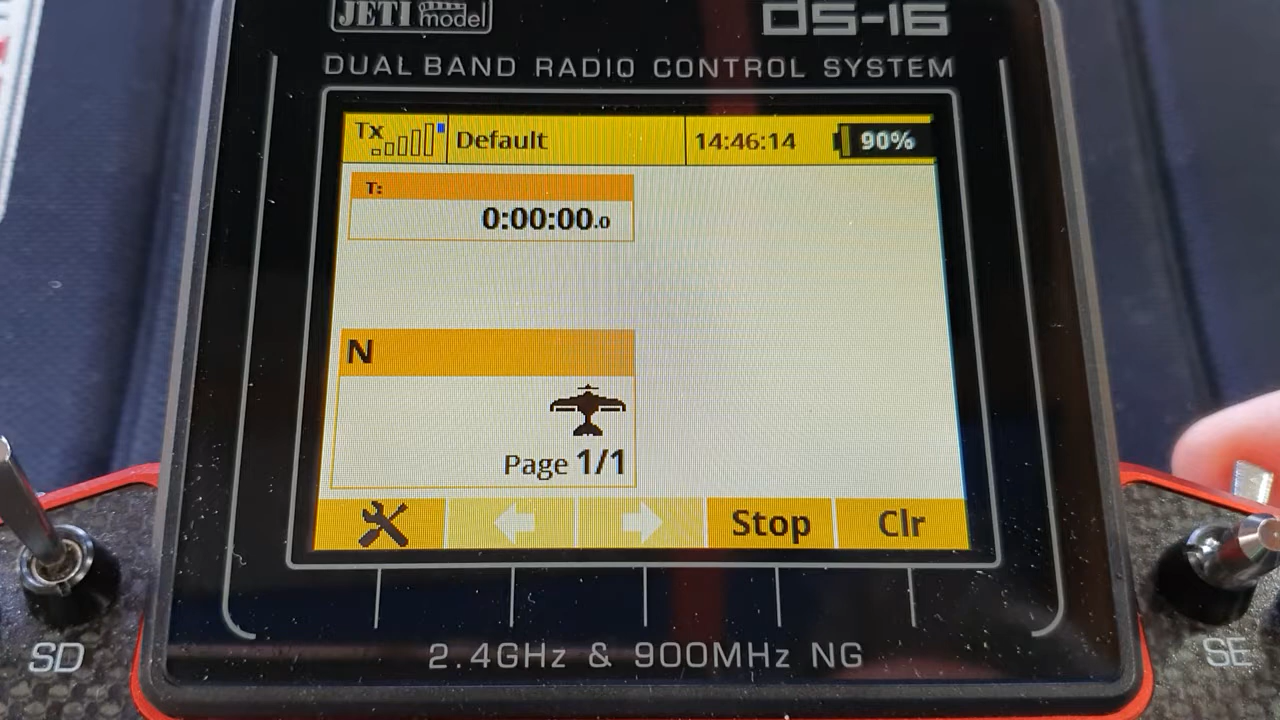 JETI model DS-16
DUAL BAND RADIO CONTROL SYSTEM
Tx Default 14:46:14 90%
T:
0:00:00.0
N
Page 1/1
Stop Clr
2.4GHz & 900MHz NG
SD SE